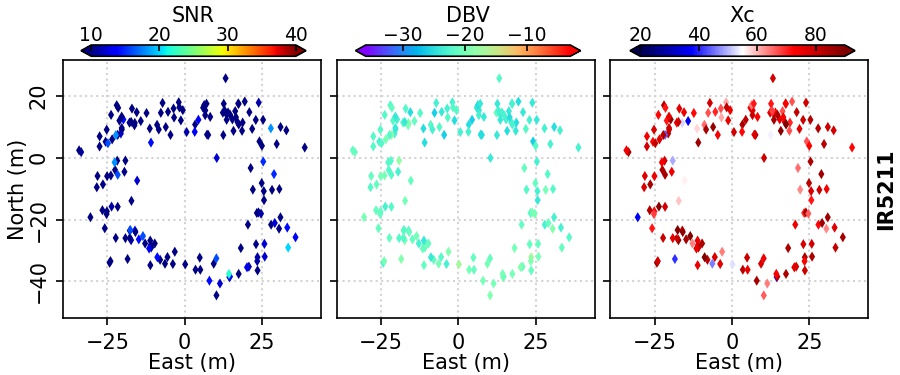 SNR DBV Xc
10 20 30 40 −30 −20 −10 20 40 60 80
20
0
−20
−40
North (m)
IR5211
−25 0 25 −25 0 25 −25 0 25
East (m) East (m) East (m)